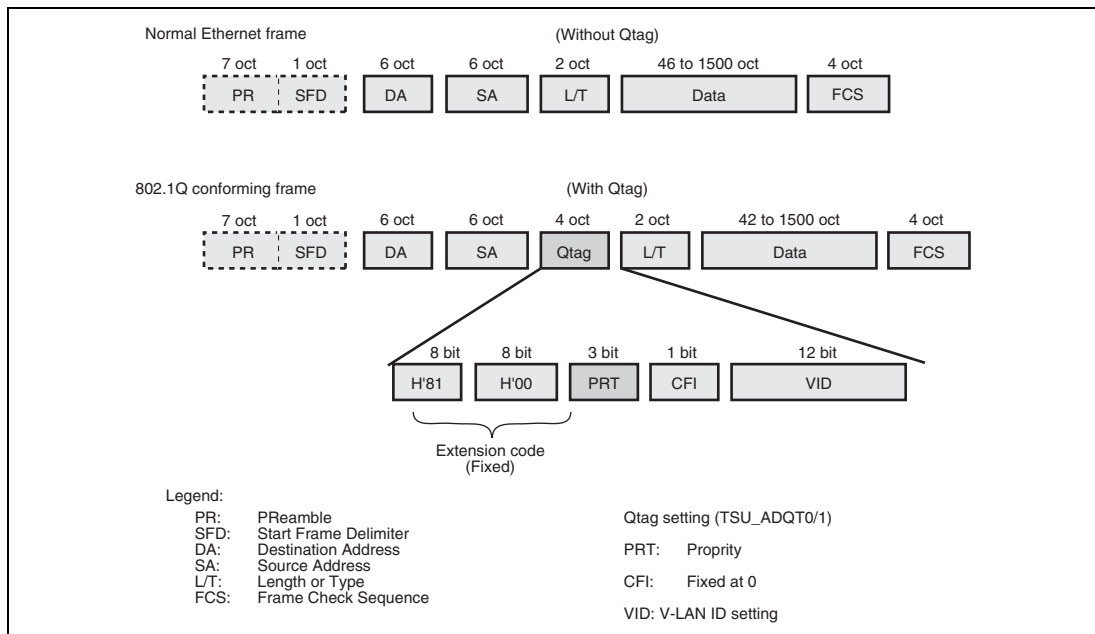 Normal Ethernet frame (Without Qtag)
7 oct 1 oct 6 oct 6 oct 2 oct 46 to 1500 oct 4 oct
PR SFD DA SA L/T Data FCS
802.1Q conforming frame (With Qtag)
7 oct 1 oct 6 oct 6 oct 4 oct 2 oct 42 to 1500 oct 4 oct
PR SFD DA SA Qtag L/T Data FCS
8 bit 8 bit 3 bit 1 bit 12 bit
H'81 H'00 PRT CFI VID
Extension code
(Fixed)
Legend:
PR: PReamble
SFD: Start Frame Delimiter
DA: Destination Address
SA: Source Address
L/T: Length or Type
FCS: Frame Check Sequence
Qtag setting (TSU_ADQT0/1)
PRT: Proprity
CFI: Fixed at 0
VID: V-LAN ID setting